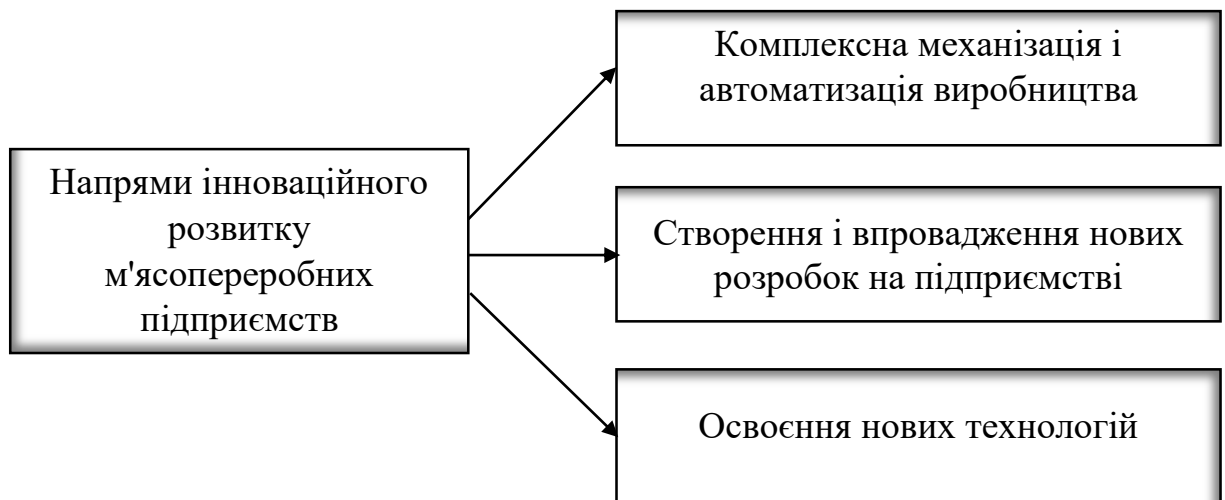 Напрями інноваційного
розвитку
м'ясопереробних
підприємств
Комплексна механізація і
автоматизація виробництва
Створення і впровадження нових
розробок на підприємстві
Освоєння нових технологій